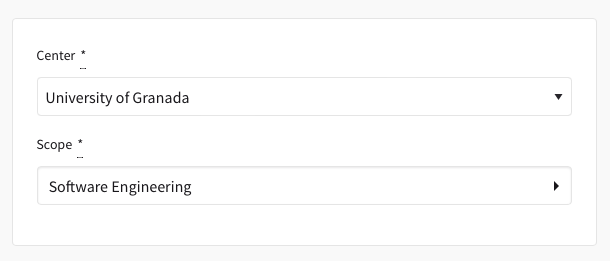 Center *
University of Granada
Scope *
Software Engineering